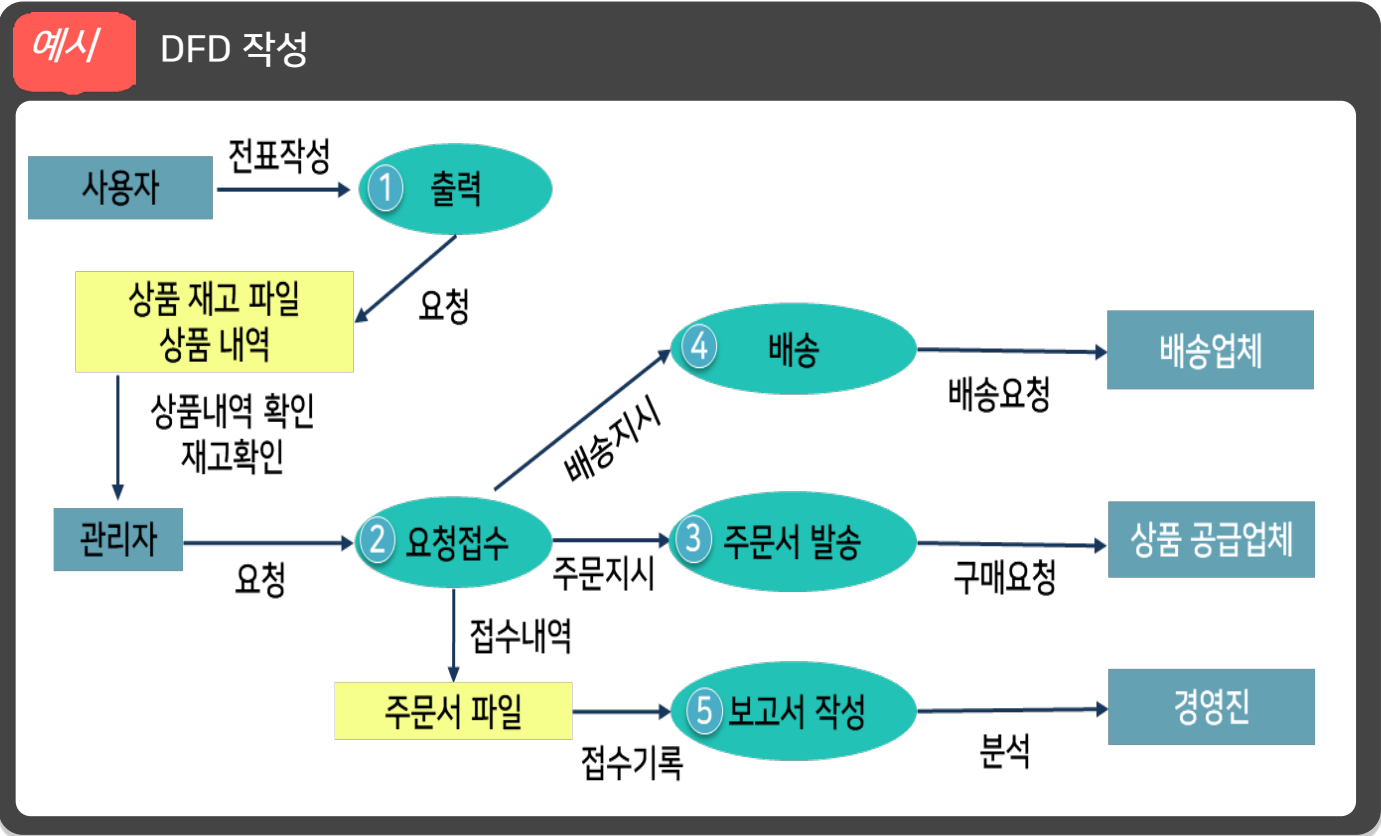 예시
DFD 작성
사용자
전표작성
1 출력
요청
상품 재고 파일
상품 내역
상품내역 확인
재고확인
4 배송
배송업체
배송요청
배송지시
관리자
요청
2 요청접수
주문지시
3 주문서 발송
구매요청
상품 공급업체
접수내역
주문서 파일
접수기록
5 보고서 작성
분석
경영진